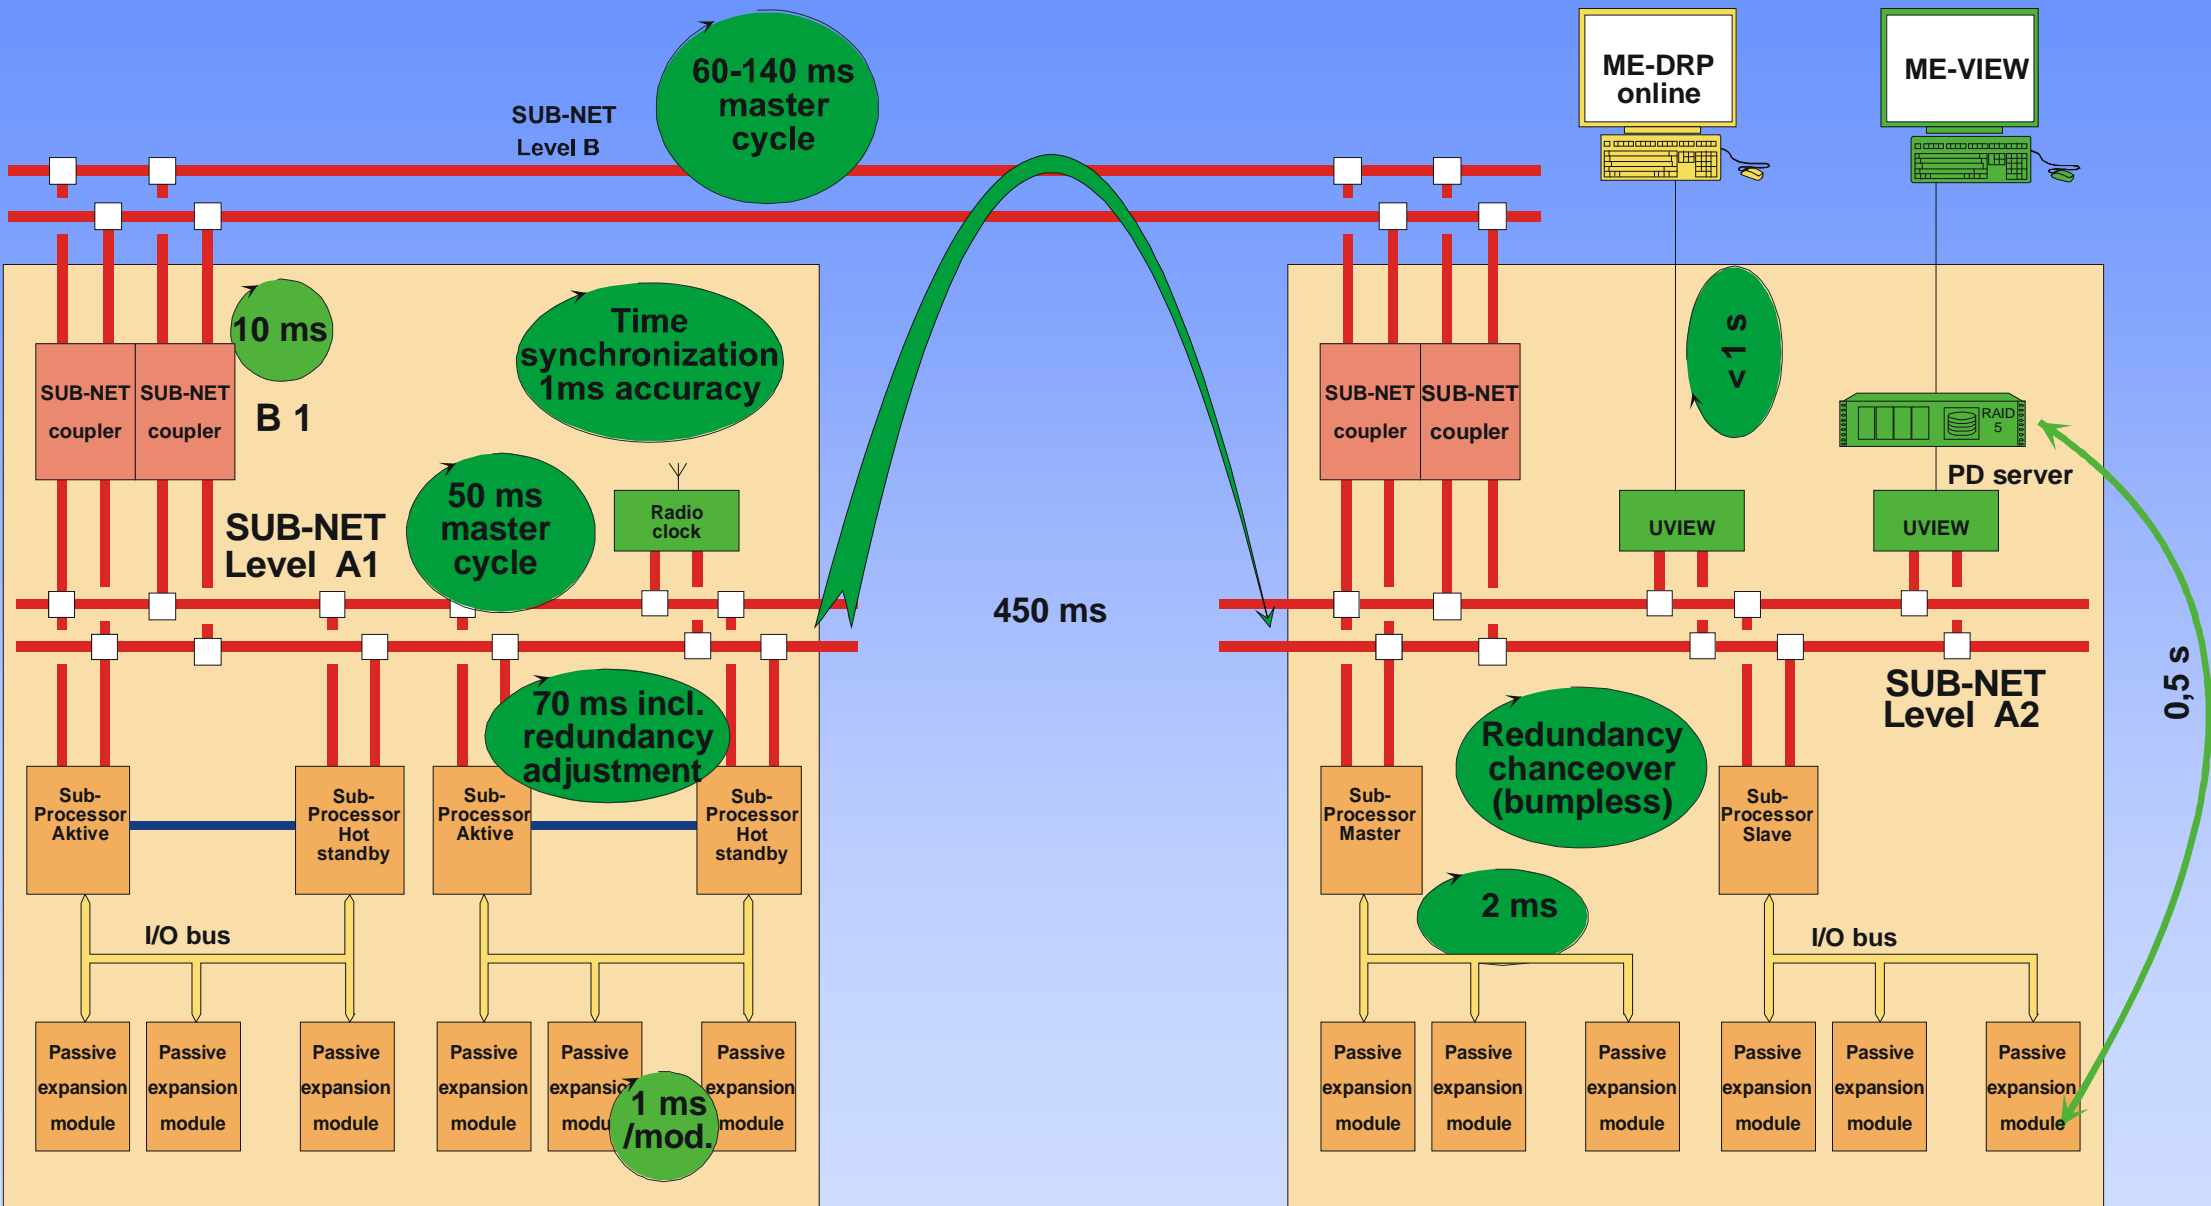 60-140 ms
master
cycle
SUB-NET
Level B
ME-DRP
online
ME-VIEW
10 ms
Time
synchronization
1ms accuracy
< 1 s
SUB-NET
coupler
SUB-NET
coupler
B 1
SUB-NET
coupler
SUB-NET
coupler
RAID
5
PD server
50 ms
master
cycle
Radio
clock
UVIEW
UVIEW
SUB-NET
Level A1
450 ms
0,5 s
SUB-NET
Level A2
70 ms incl.
redundancy
adjustment
Redundancy
chanceover
(bumpless)
Sub-
Processor
Aktive
Sub-
Processor
Hot
standby
Sub-
Processor
Aktive
Sub-
Processor
Hot
standby
Sub-
Processor
Master
Sub-
Processor
Slave
2 ms
I/O bus
I/O bus
Passive
expansion
module
Passive
expansion
module
Passive
expansion
module
Passive
expansion
module
Passive
expansio
modu
1 ms
/mod.
Passive
expansion
module
Passive
expansion
module
Passive
expansion
module
Passive
expansion
module
Passive
expansion
module
Passive
expansion
module
Passive
expansion
module